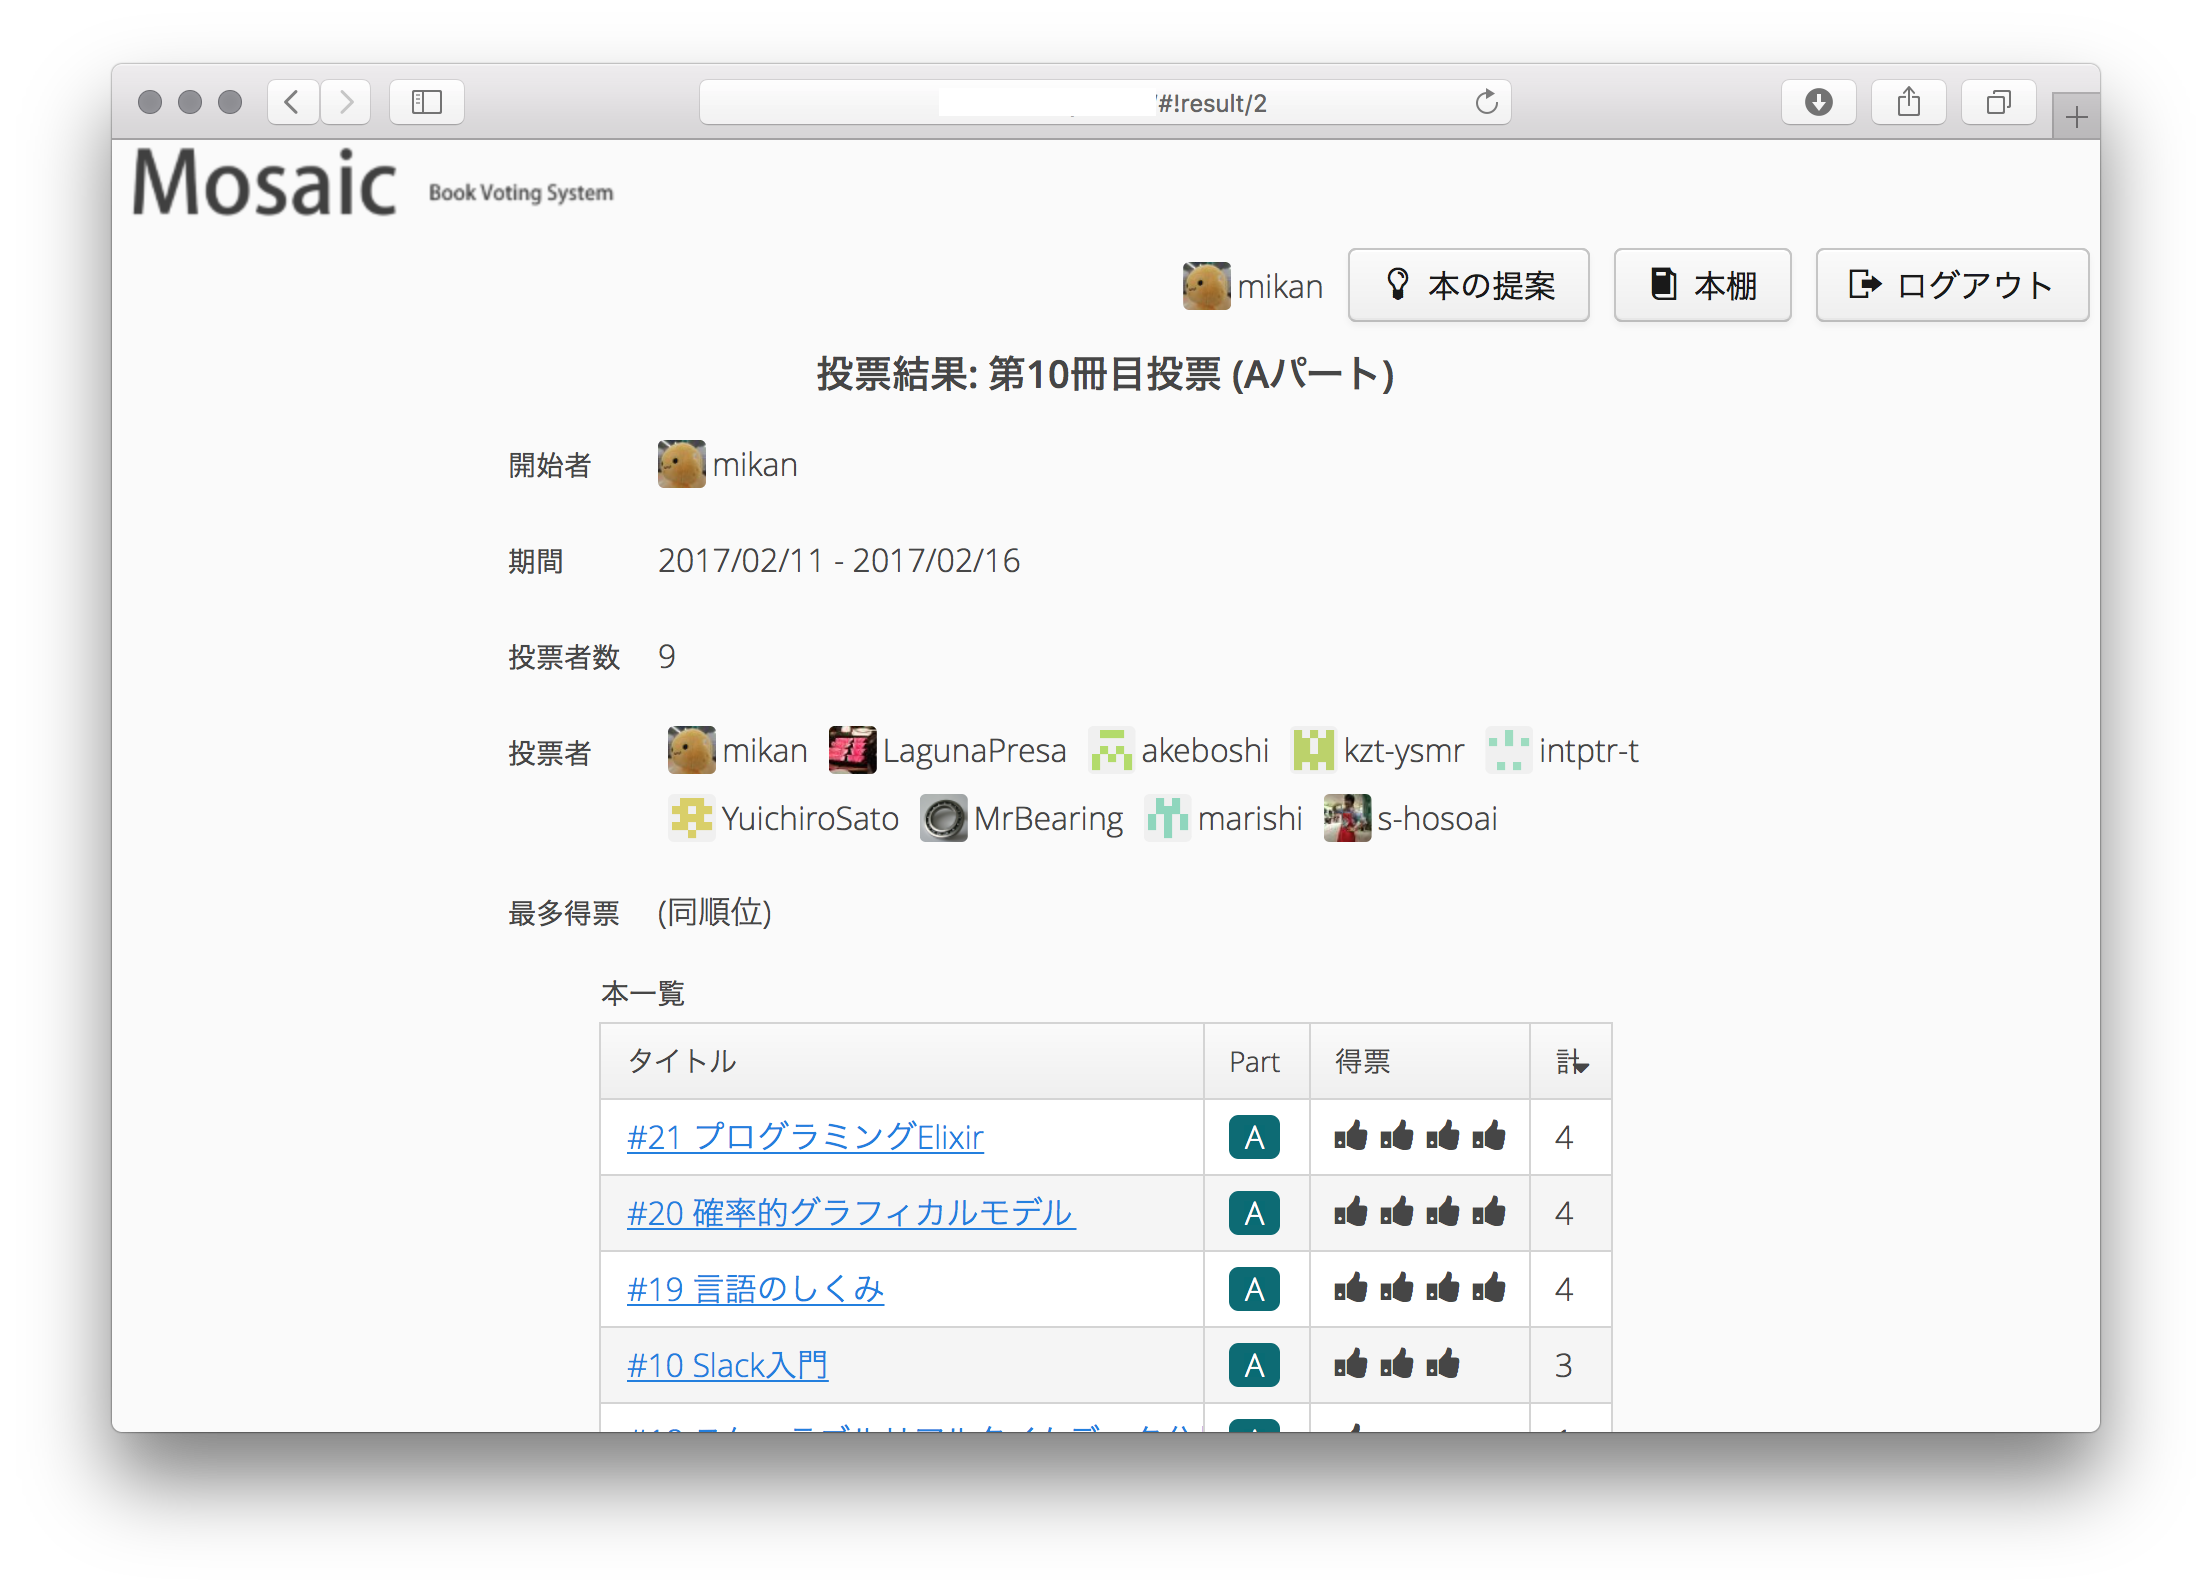 /#!result/2
Mosaic Book Voting System
mikan 本の提案 本棚 ログアウト
投票結果: 第10冊目投票 (Aパート)
開始者 mikan
期間 2017/02/11 - 2017/02/16
投票者数 9
投票者 mikan LagunaPresa akeboshi kzt-ysmr intptr-t
YuichiroSato MrBearing marishi s-hosoai
最多得票 (同順位)
本一覧
タイトル Part 得票 計
#21 プログラミングElixir A 4
#20 確率的グラフィカルモデル A 4
#19 言語のしくみ A 4
#10 Slack入門 A 3